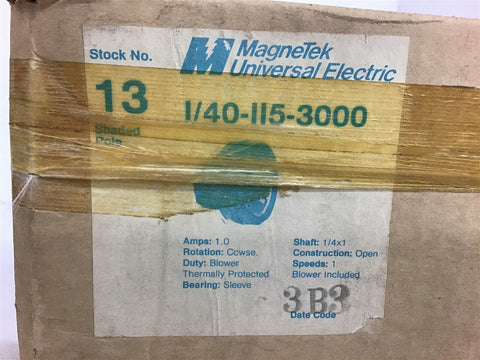 Stock No.
MagneTek
Universal Electric
13
1/40-115-3000
Shaded
Pole
Amps: 1.0
Rotation: Ccwse.
Duty: Blower
Thermally Protected
Bearing: Sleeve
Shaft: 1/4x1
Construction: Open
Speeds: 1
Blower Included
3B3
Date Code